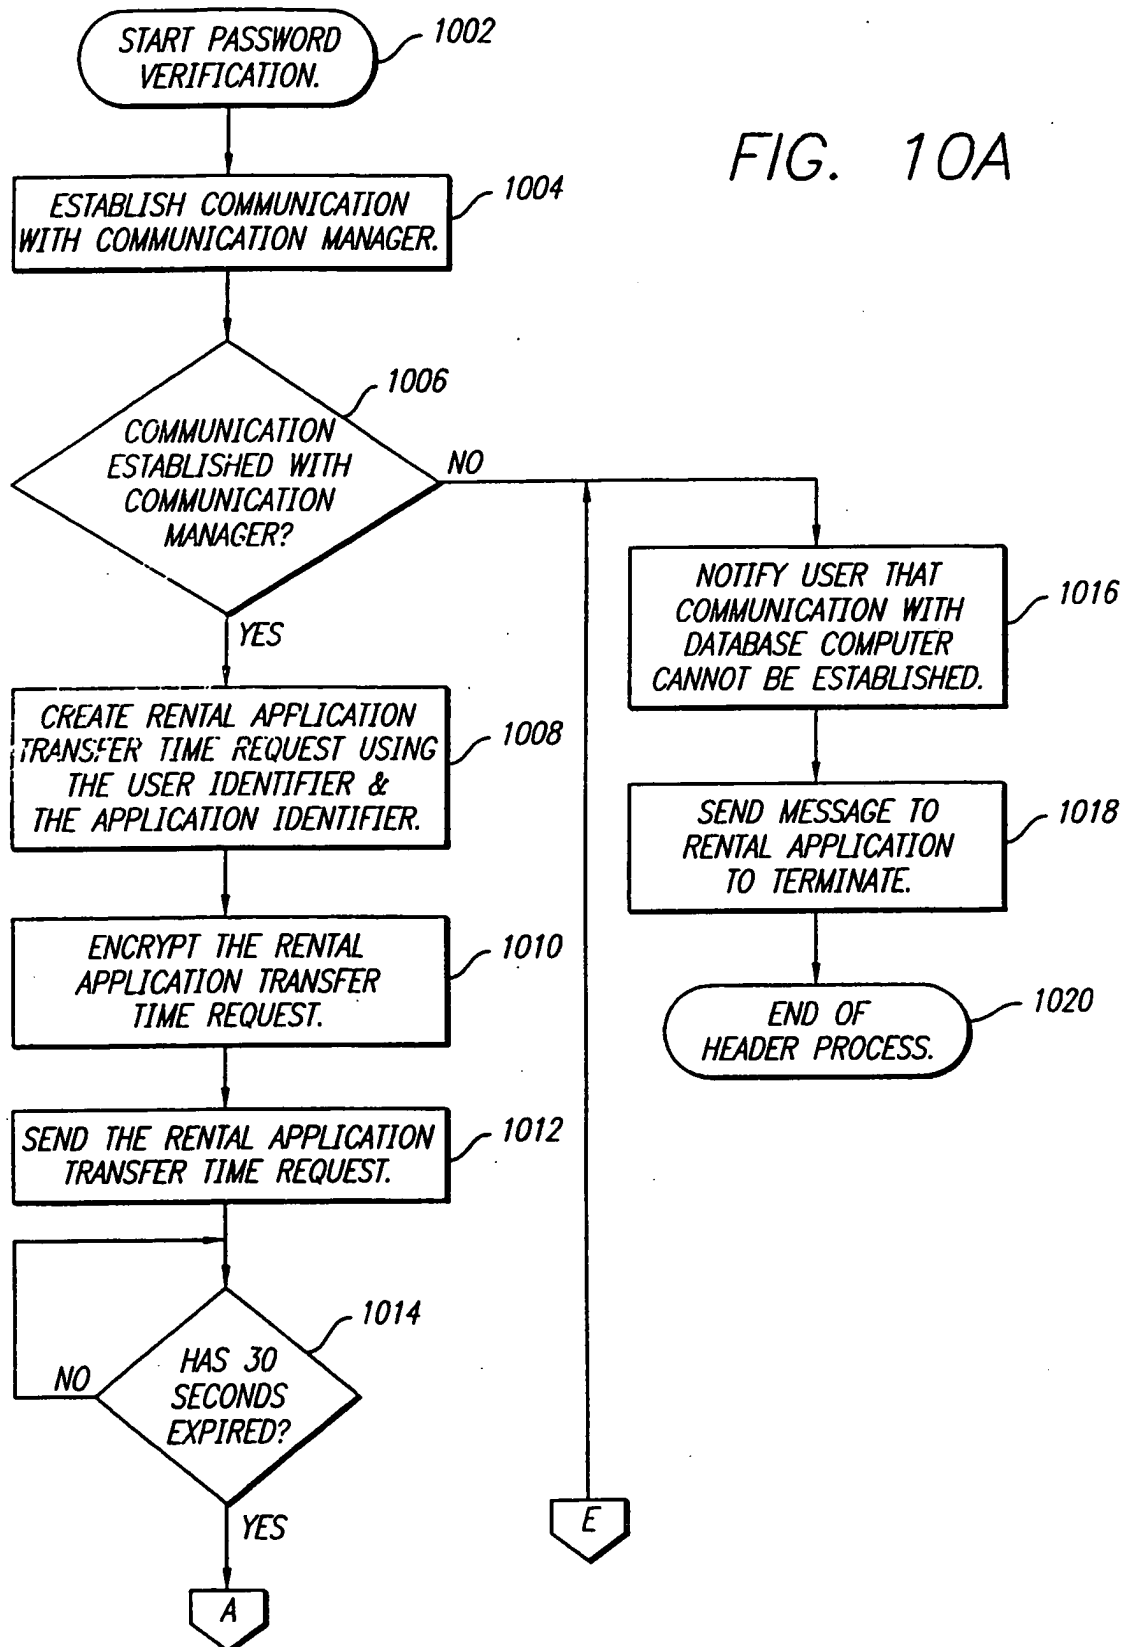 START PASSWORD
VERIFICATION.
1002
FIG. 10A
ESTABLISH COMMUNICATION
WITH COMMUNICATION MANAGER.
1004
COMMUNICATION
ESTABLISHED WITH
COMMUNICATION
MANAGER?
1006
NO
YES
NOTIFY USER THAT
COMMUNICATION WITH
DATABASE COMPUTER
CANNOT BE ESTABLISHED.
1016
CREATE RENTAL APPLICATION
TRANSFER TIME REQUEST USING
THE USER IDENTIFIER &
THE APPLICATION IDENTIFIER.
1008
SEND MESSAGE TO
RENTAL APPLICATION
TO TERMINATE.
1018
ENCRYPT THE RENTAL
APPLICATION TRANSFER
TIME REQUEST.
1010
END OF
HEADER PROCESS.
1020
SEND THE RENTAL APPLICATION
TRANSFER TIME REQUEST.
1012
HAS 30
SECONDS
EXPIRED?
1014
NO
YES
E
A